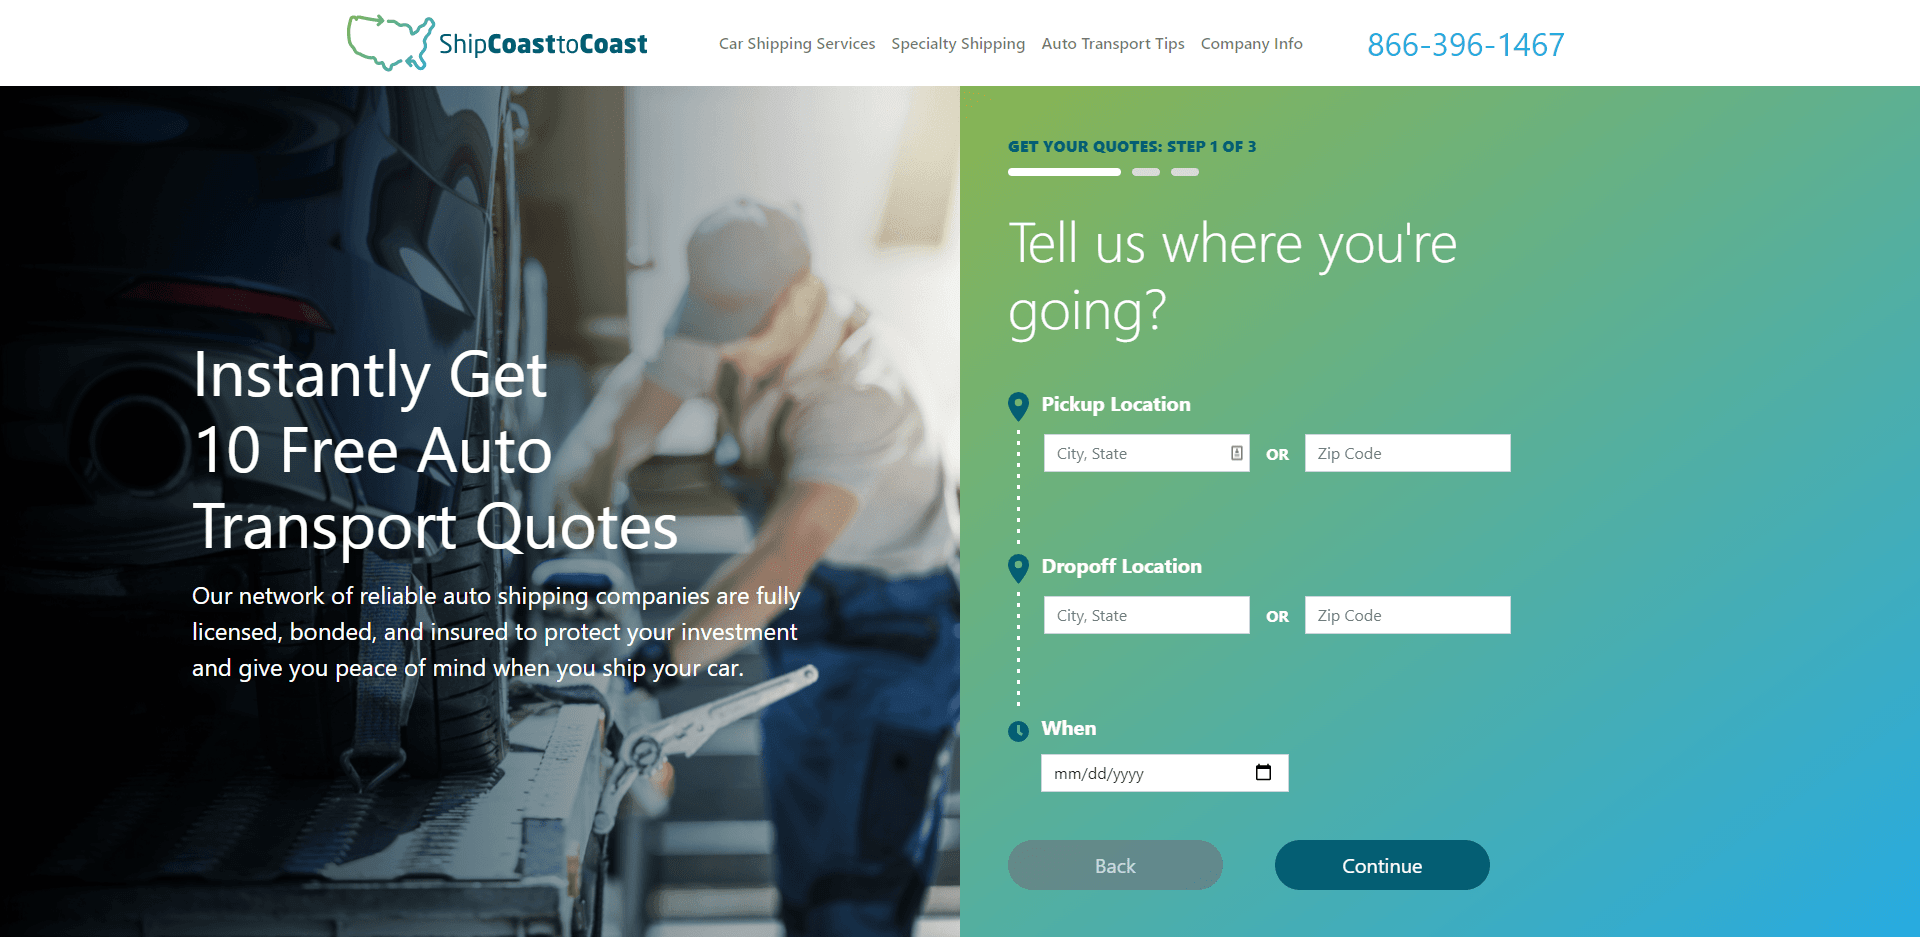 ShipCoasttoCoast
Car Shipping Services
Specialty Shipping
Auto Transport Tips
Company Info
866-396-1467
Instantly Get
10 Free Auto
Transport Quotes
Our network of reliable auto shipping companies are fully
licensed, bonded, and insured to protect your investment
and give you peace of mind when you ship your car.
GET YOUR QUOTES: STEP 1 OF 3
Tell us where you're
going?
Pickup Location
City, State OR Zip Code
Dropoff Location
City, State OR Zip Code
When
mm/dd/yyyy
Back
Continue